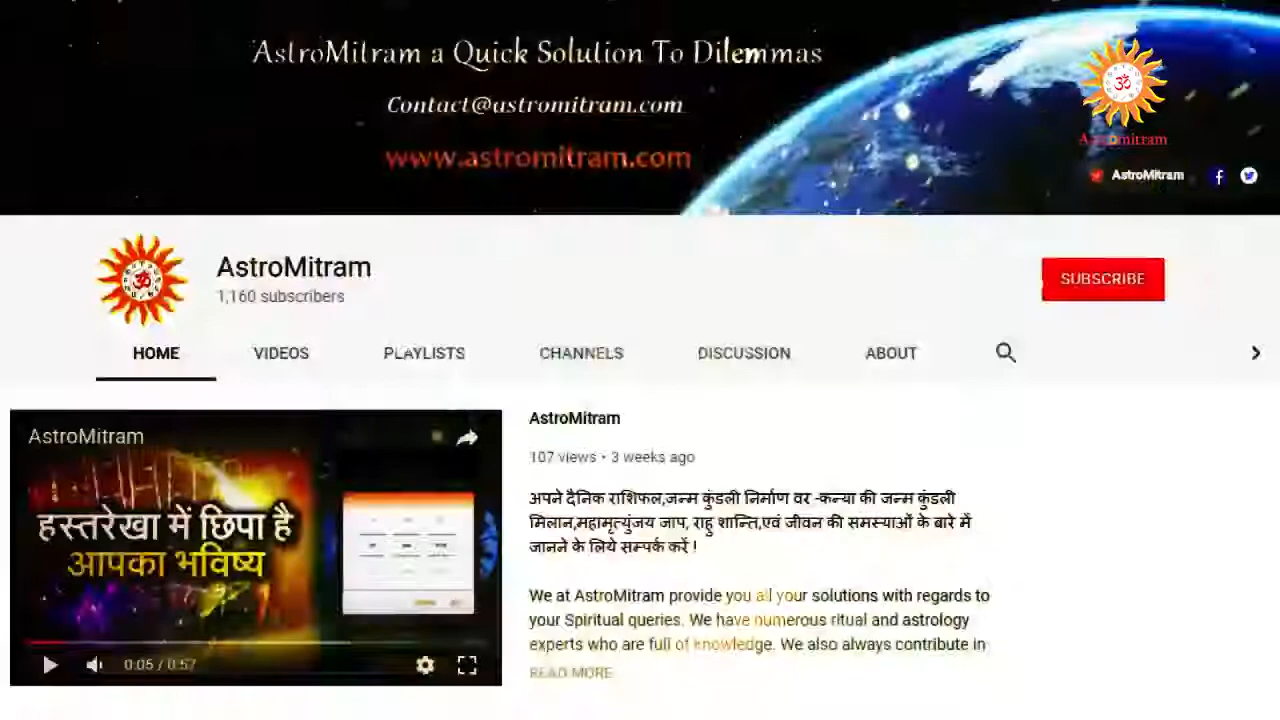 AstroMitram a Quick Solution To Dilemmas
Contact@astromitram.com
www.astromitram.com
Astromitram
AstroMitram
AstroMitram
1,160 subscribers
SUBSCRIBE
HOME VIDEOS PLAYLISTS CHANNELS DISCUSSION ABOUT
AstroMitram
हस्तरेखा में छिपा है
आपका भविष्य
0:05 / 0:57
AstroMitram
107 views • 3 weeks ago
अपने दैनिक राशिफल,जन्म कुंडली निर्माण वर -कन्या की जन्म कुंडली
मिलान,महामृत्युंजय जाप, राहु शान्ति,एवं जीवन की समस्याओं के बारे में
जानने के लिये सम्पर्क करें !
We at AstroMitram provide you all your solutions with regards to
your Spiritual queries. We have numerous ritual and astrology
experts who are full of knowledge. We also always contribute in
READ MORE